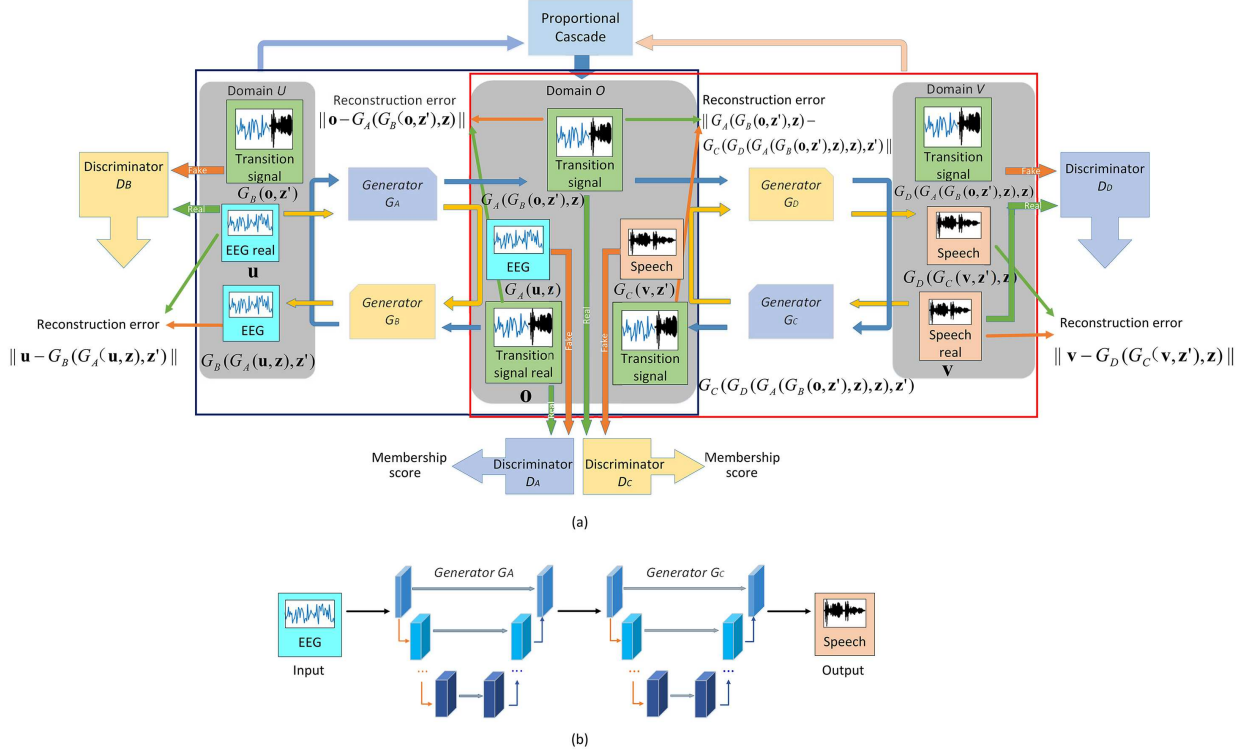 Proportional
Cascade
Domain U
Transition
signal
G_B(o, z')
EEG real
u
EEG
G_B(G_A(u, z), z')
Discriminator
D_B
Fake
Real
Reconstruction error
|| u − G_B(G_A(u, z), z') ||
Reconstruction error
|| o − G_A(G_B(o, z'), z) ||
Generator
G_A
Generator
G_B
Domain O
Transition
signal
G_A(G_B(o, z'), z)
EEG
G_A(u, z)
Speech
G_C(v, z')
Transition
signal real
o
Transition
signal
G_C(G_D(G_A(G_B(o, z'), z), z), z')
Fake
Real
Fake
Real
Reconstruction error
|| G_A(G_B(o, z'), z) −
G_C(G_D(G_A(G_B(o, z'), z), z), z') ||
Generator
G_D
Generator
G_C
Domain V
Transition
signal
G_D(G_A(G_B(o, z'), z), z)
Speech
G_D(G_C(v, z'), z)
Speech
real
v
Fake
Real
Discriminator
D_D
Reconstruction error
|| v − G_D(G_C(v, z'), z) ||
Membership
score
Discriminator
D_A
Discriminator
D_C
Membership
score
(a)
Generator G_A
Generator G_C
EEG
Input
...
...
...
...
Speech
Output
(b)